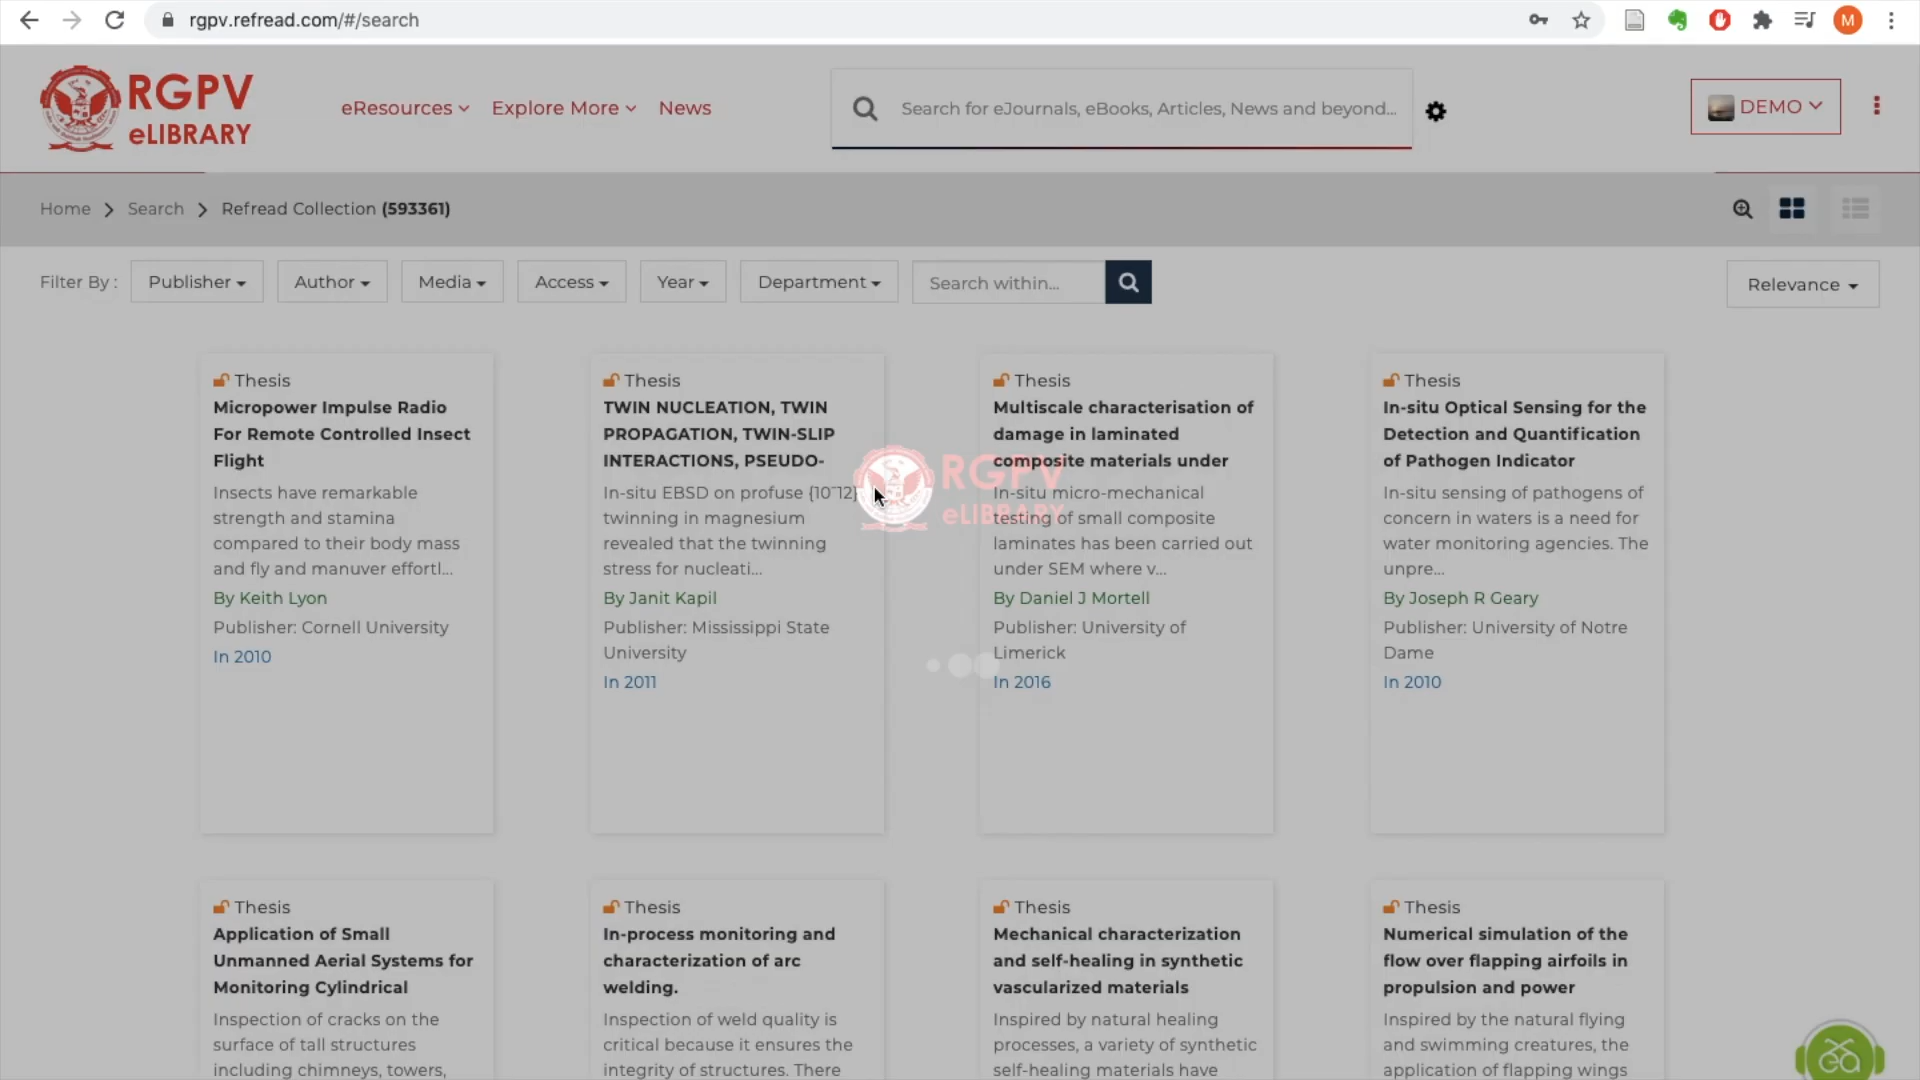 rgpv.refread.com/#/search
M
RGPV
eLIBRARY
eResources
Explore More
News
Search for eJournals, eBooks, Articles, News and beyond...
DEMO
Home
Search
Refread Collection (593361)
Filter By :
Publisher
Author
Media
Access
Year
Department
Search within...
Relevance
Thesis
Micropower Impulse Radio
For Remote Controlled Insect
Flight
Insects have remarkable
strength and stamina
compared to their body mass
and fly and manuver effortl...
By Keith Lyon
Publisher: Cornell University
In 2010
Thesis
TWIN NUCLEATION, TWIN
PROPAGATION, TWIN-SLIP
INTERACTIONS, PSEUDO-
In-situ EBSD on profuse {10¯12}
twinning in magnesium
revealed that the twinning
stress for nucleati...
By Janit Kapil
Publisher: Mississippi State
University
In 2011
Thesis
Multiscale characterisation of
damage in laminated
composite materials under
In-situ micro-mechanical
testing of small composite
laminates has been carried out
under SEM where v...
By Daniel J Mortell
Publisher: University of
Limerick
In 2016
Thesis
In-situ Optical Sensing for the
Detection and Quantification
of Pathogen Indicator
In-situ sensing of pathogens of
concern in waters is a need for
water monitoring agencies. The
unpre...
By Joseph R Geary
Publisher: University of Notre
Dame
In 2010
RGPV
eLIBRARY
Thesis
Application of Small
Unmanned Aerial Systems for
Monitoring Cylindrical
Inspection of cracks on the
surface of tall structures
including chimneys, towers,
Thesis
In-process monitoring and
characterization of arc
welding.
Inspection of weld quality is
critical because it ensures the
integrity of structures. There
Thesis
Mechanical characterization
and self-healing in synthetic
vascularized materials
Inspired by natural healing
processes, a variety of synthetic
self-healing materials have
Thesis
Numerical simulation of the
flow over flapping airfoils in
propulsion and power
Inspired by the natural flying
and swimming creatures, the
application of flapping wings